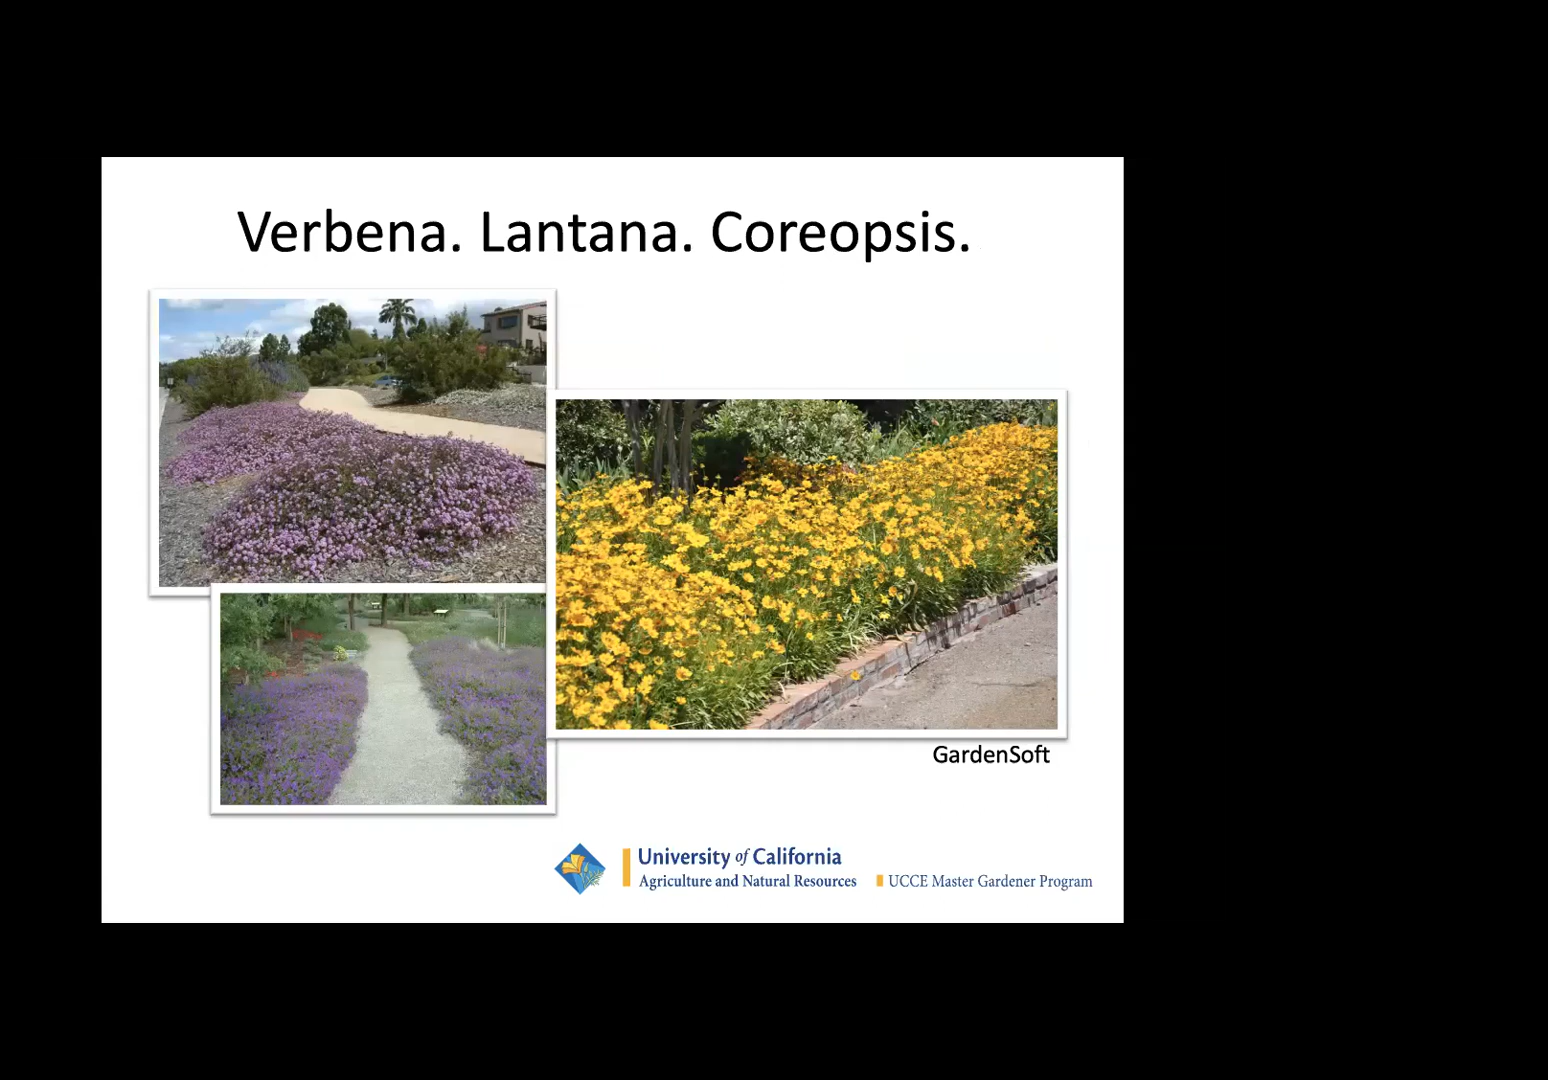 Verbena. Lantana. Coreopsis.
GardenSoft
University of California
Agriculture and Natural Resources
UCCE Master Gardener Program